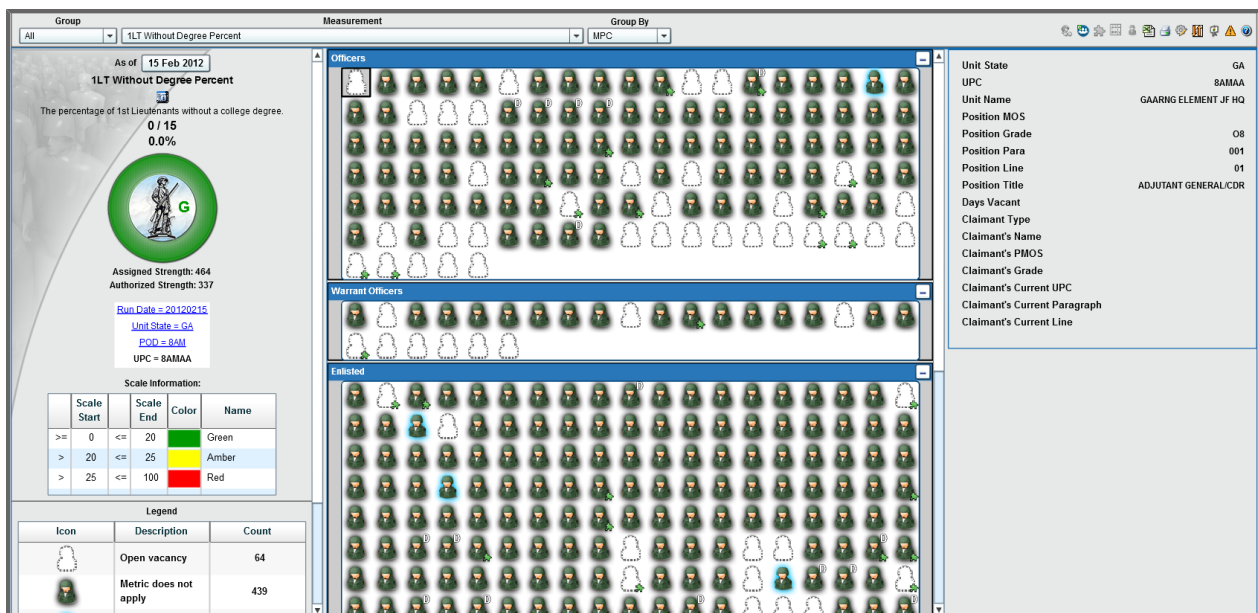 Group Measurement Group By
All 1LT Without Degree Percent MPC
As of 15 Feb 2012
1LT Without Degree Percent
The percentage of 1st Lieutenants without a college degree.
0 / 15
0.0%
G
Assigned Strength: 464
Authorized Strength: 337
Run Date = 20120215
Unit State = GA
POD = 8AM
UPC = 8AMAA
Scale Information:
Scale Start Scale End Color Name
>= 0 <= 20 Green
> 20 <= 25 Amber
> 25 <= 100 Red
Legend
Icon Description Count
Open vacancy 64
Metric does not apply 439
Officers
D
D D D D
D
Warrant Officers
Enlisted
D
D D D
D D D
D D D D D D
Unit State GA
UPC 8AMAA
Unit Name GAARNG ELEMENT JF HQ
Position MOS
Position Grade O8
Position Para 001
Position Line 01
Position Title ADJUTANT GENERAL/CDR
Days Vacant
Claimant Type
Claimant's Name
Claimant's PMOS
Claimant's Grade
Claimant's Current UPC
Claimant's Current Paragraph
Claimant's Current Line